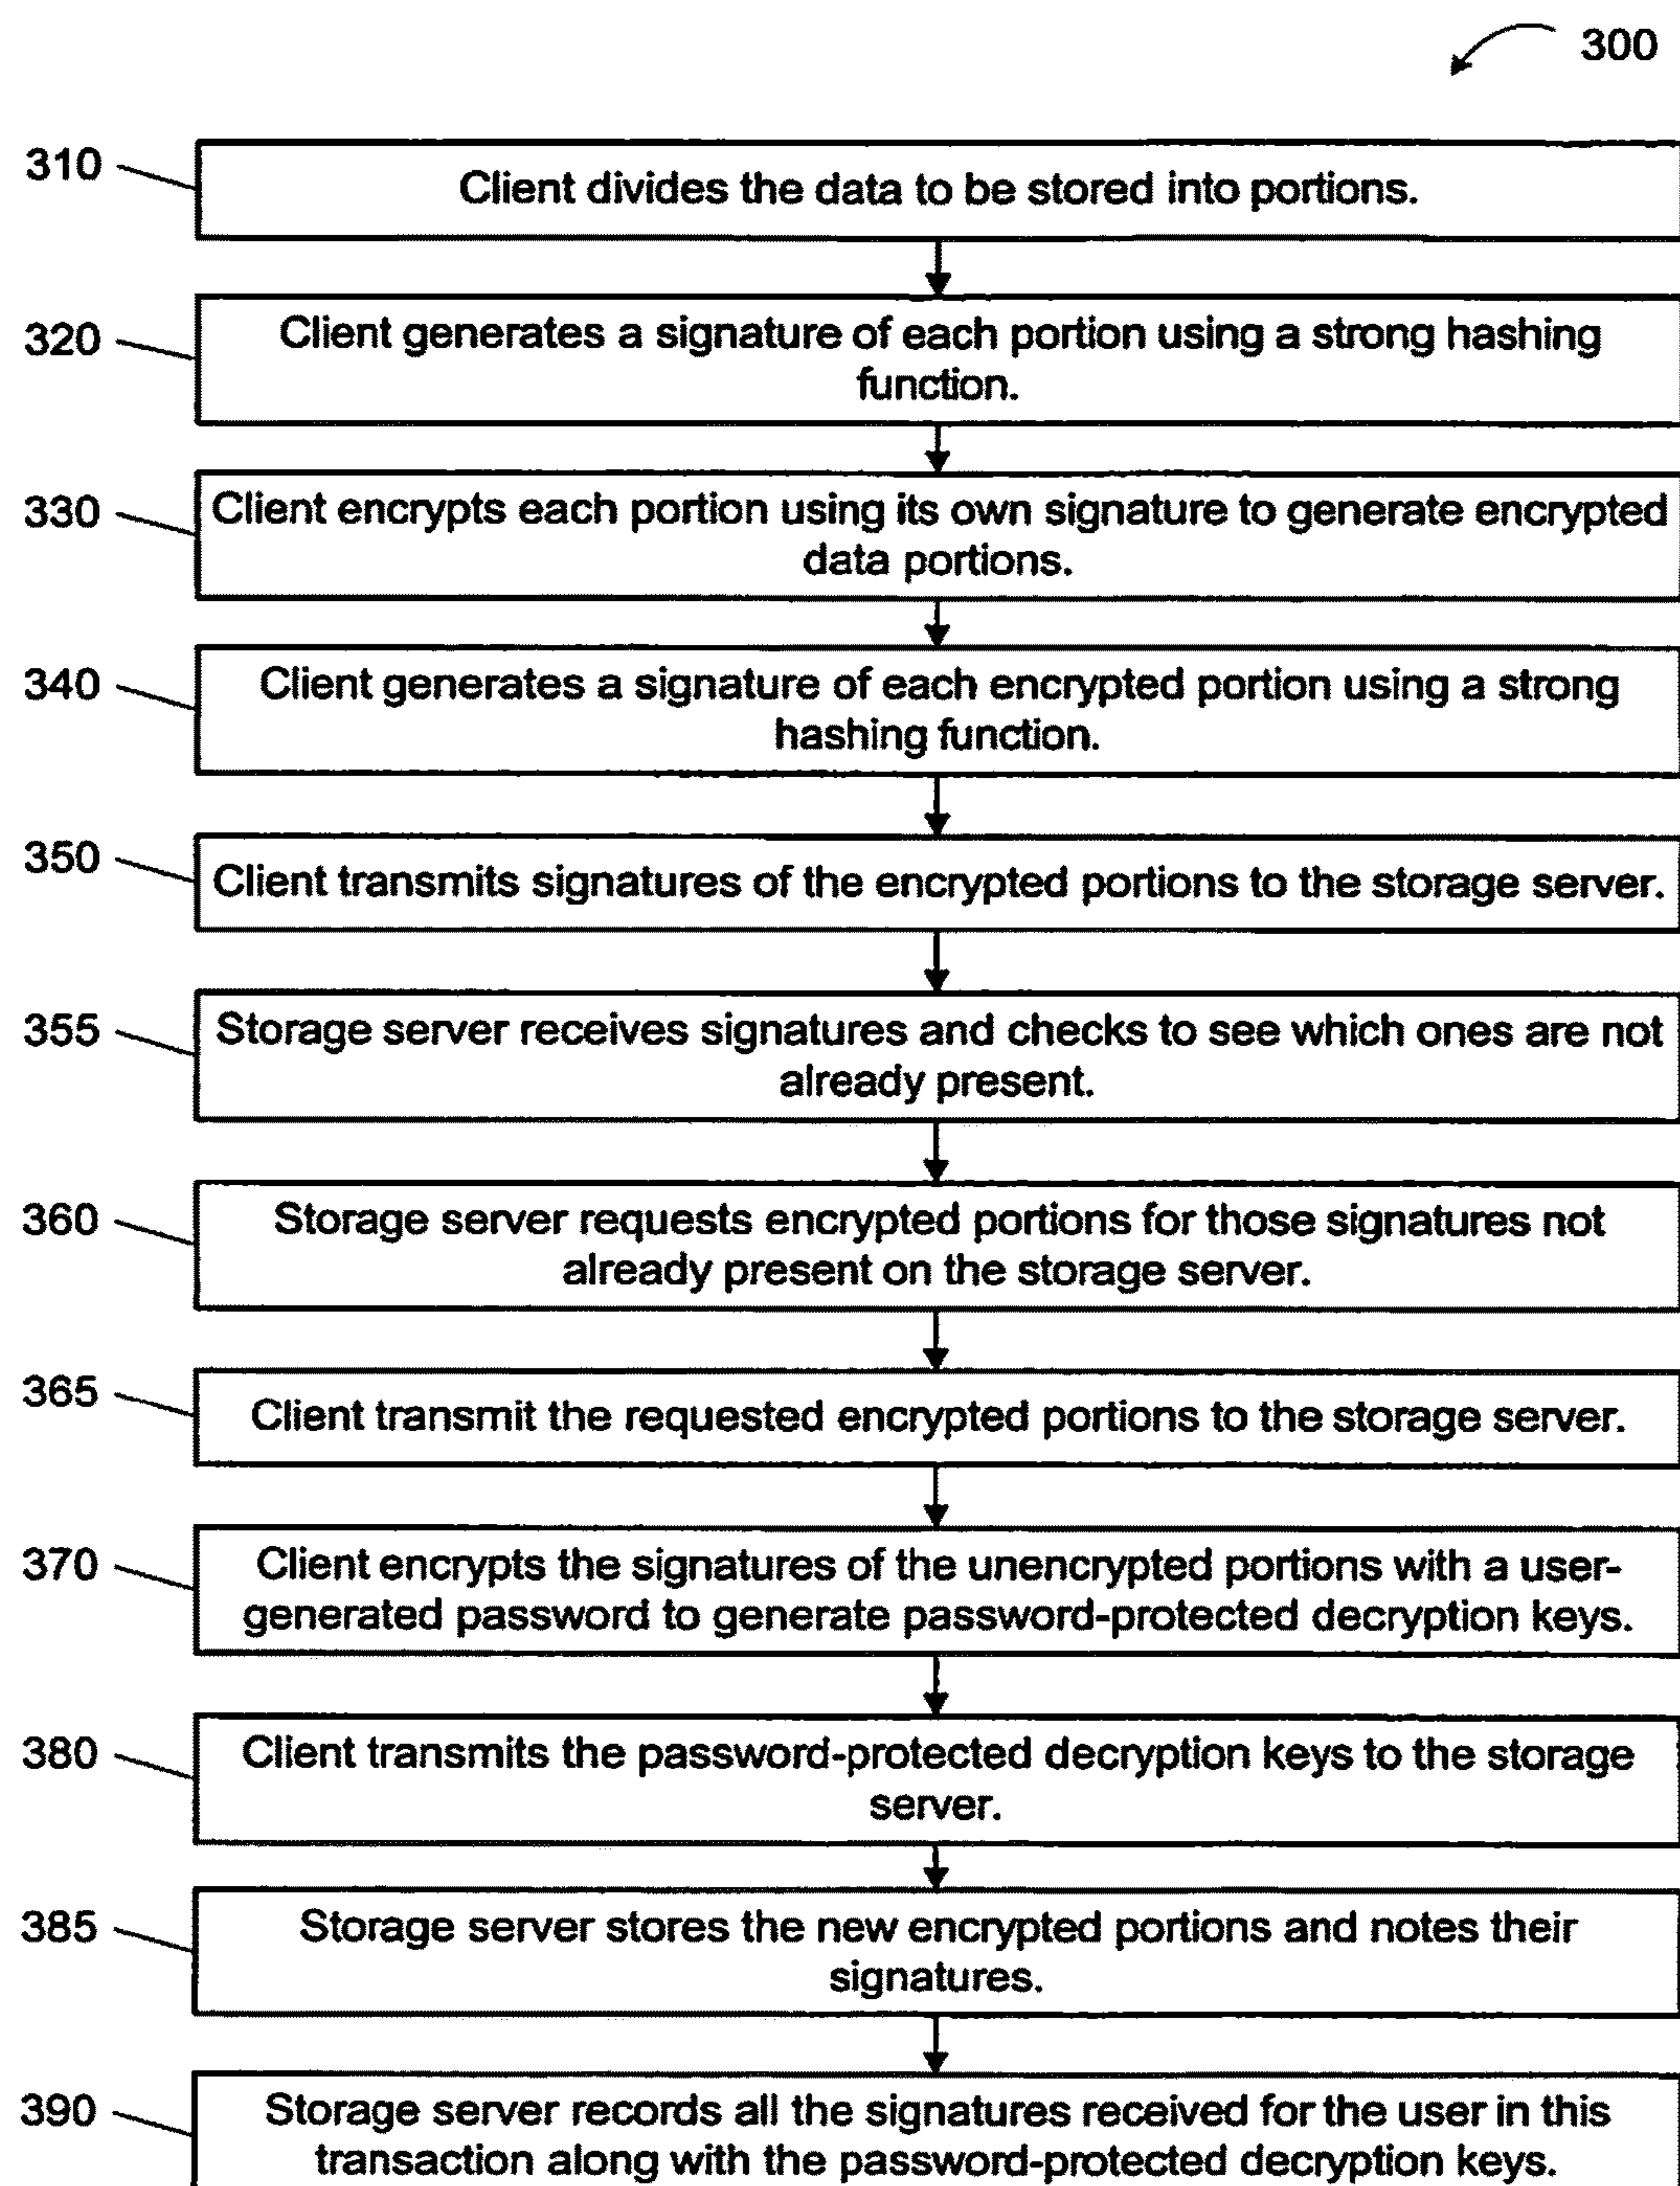 300
310
Client divides the data to be stored into portions.
320
Client generates a signature of each portion using a strong hashing
function.
330
Client encrypts each portion using its own signature to generate encrypted
data portions.
340
Client generates a signature of each encrypted portion using a strong
hashing function.
350
Client transmits signatures of the encrypted portions to the storage server.
355
Storage server receives signatures and checks to see which ones are not
already present.
360
Storage server requests encrypted portions for those signatures not
already present on the storage server.
365
Client transmit the requested encrypted portions to the storage server.
370
Client encrypts the signatures of the unencrypted portions with a user-
generated password to generate password-protected decryption keys.
380
Client transmits the password-protected decryption keys to the storage
server.
385
Storage server stores the new encrypted portions and notes their
signatures.
390
Storage server records all the signatures received for the user in this
transaction along with the password-protected decryption keys.